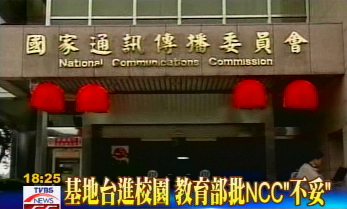 國家通訊傳播委員會
National Communications Commission
18:25
TVBS
NEWS
基地台進校園 教育部批NCC"不妥"